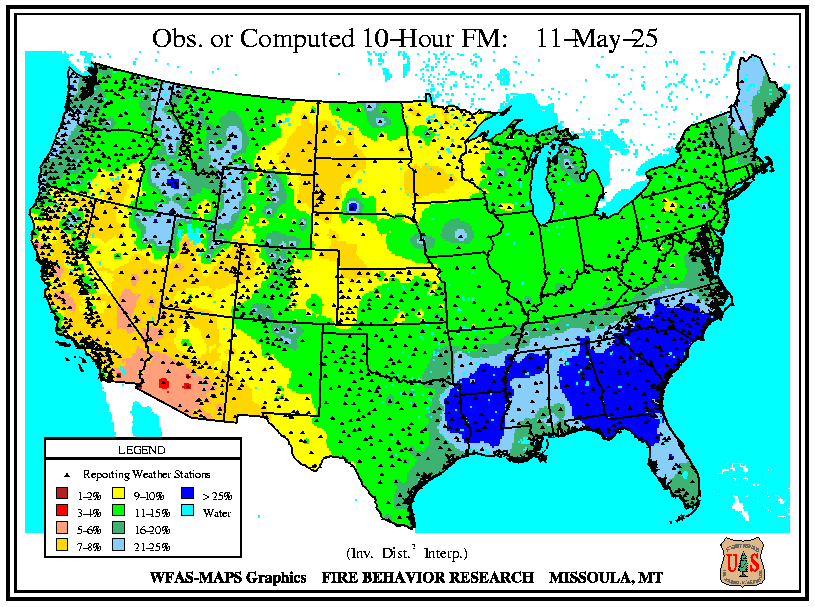 Obs. or Computed 10-Hour FM: 11-May-25
LEGEND
Reporting Weather Stations
1-2% 9-10% > 25%
3-4% 11-15% Water
5-6% 16-20%
7-8% 21-25%
(Inv. Dist.² Interp.)
WFAS-MAPS Graphics FIRE BEHAVIOR RESEARCH MISSOULA, MT
U S